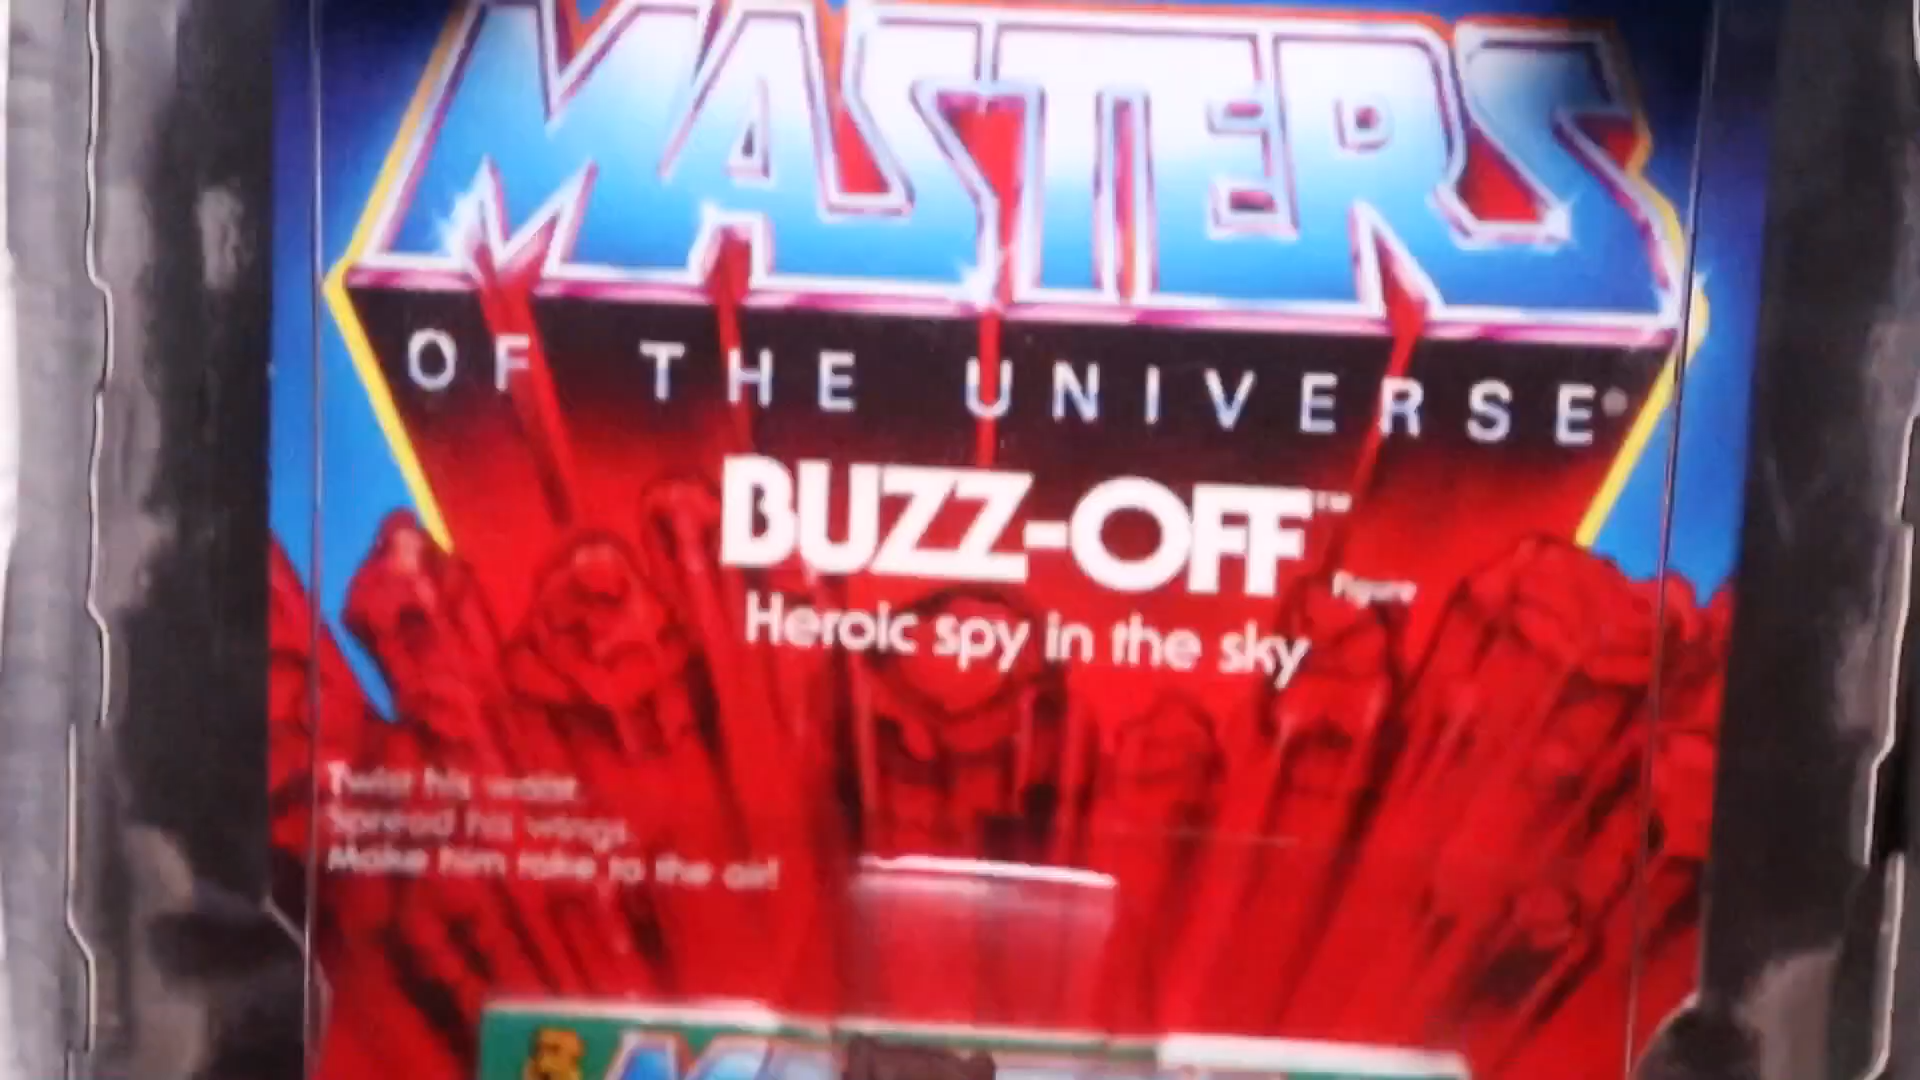 MASTERS
OF THE UNIVERSE®
BUZZ-OFF™
Figure
Heroic spy in the sky
Twist his waist.
Spread his wings.
Make him take to the air!